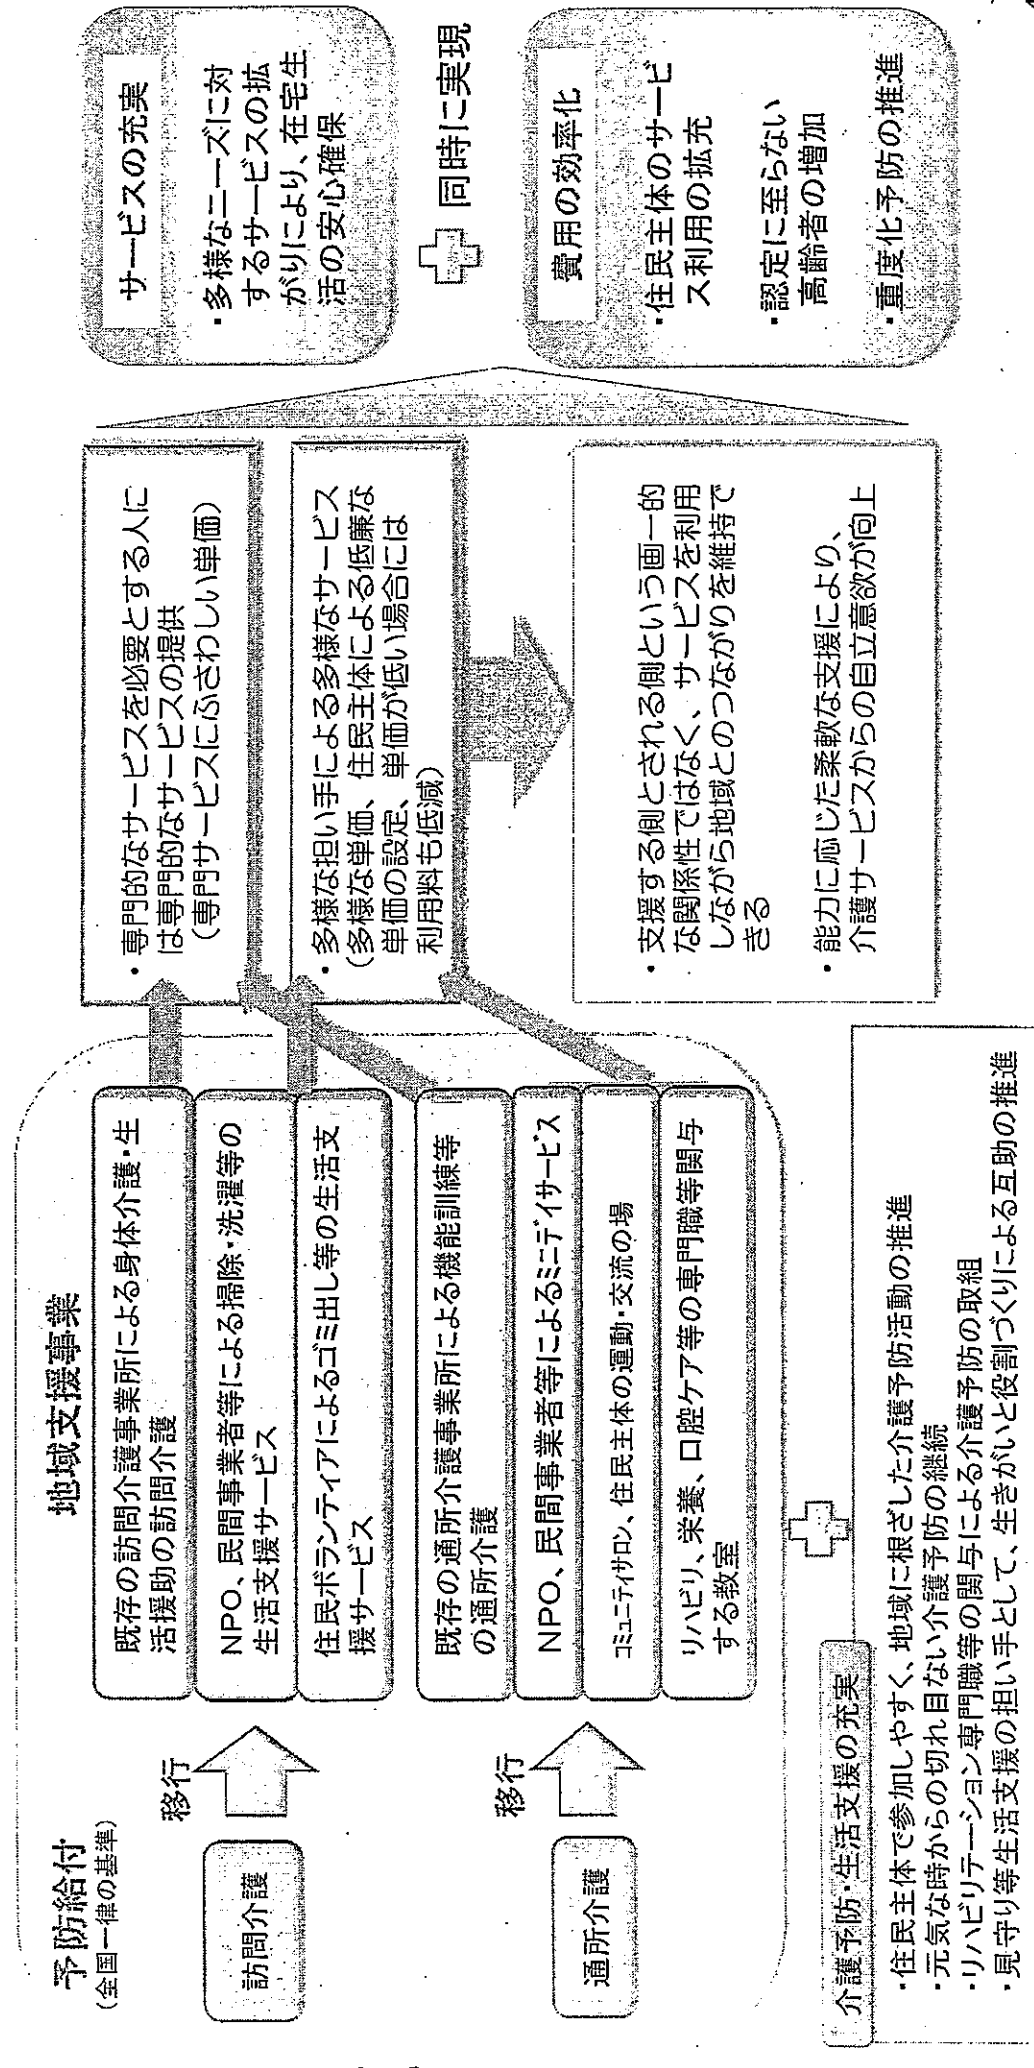 予防給付
(全国一律の基準)
訪問介護
移行
通所介護
移行
地域支援事業
既存の訪問介護事業所による身体介護・生
活援助の訪問介護
NPO、民間事業者等による掃除・洗濯等の
生活支援サービス
住民ボランティアによるゴミ出し等の生活支
援サービス
既存の通所介護事業所による機能訓練等
の通所介護
NPO、民間事業者等によるミニデイサービス
コミュニティサロン、住民主体の運動・交流の場
リハビリ、栄養、口腔ケア等の専門職等関与
する教室
・専門的なサービスを必要とする人に
は専門的なサービスの提供
(専門サービスにふさわしい単価)
・多様な担い手による多様なサービス
(多様な単価、住民主体による低廉な
単価の設定、単価が低い場合には
利用料も低減)
・支援する側とされる側という画一的
な関係性ではなく、サービスを利用
しながら地域とのつながりを維持で
きる
・能力に応じた柔軟な支援により、
介護サービスからの自立意欲が向上
サービスの充実
・多様なニーズに対
するサービスの拡
がりにより、在宅生
活の安心確保
同時に実現
費用の効率化
・住民主体のサービ
ス利用の拡充
・認定に至らない
高齢者の増加
・重度化予防の推進
介護予防・生活支援の充実
・住民主体で参加しやすく、地域に根ざした介護予防活動の推進
・元気な時からの切れ目ない介護予防の継続
・リハビリテーション専門職等の関与による介護予防の取組
・見守り等生活支援の担い手として、生きがいと役割づくりによる互助の推進